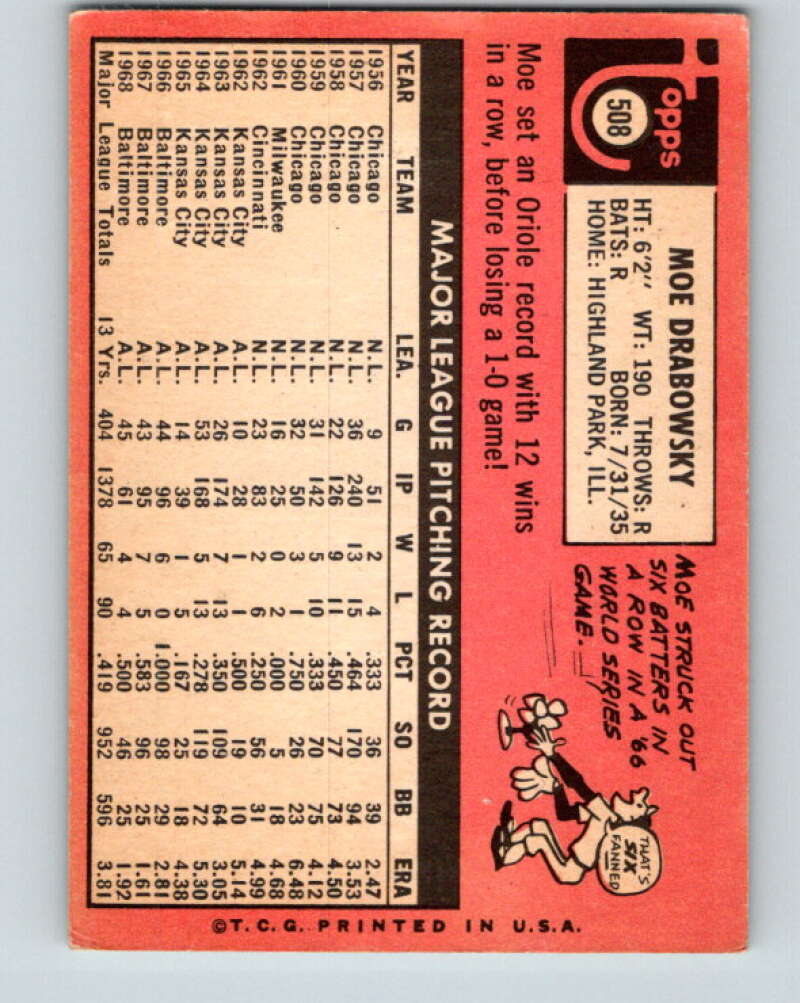 Topps
508
MOE DRABOWSKY
HT: 6'2" WT: 190 THROWS: R
BATS: R BORN: 7/31/35
HOME: HIGHLAND PARK, ILL.
MOE STRUCK OUT
SIX BATTERS IN
A ROW IN A '66
WORLD SERIES
GAME.
THAT'S
SIX
FANNED
Moe set an Oriole record with 12 wins
in a row, before losing a 1-0 game!
MAJOR LEAGUE PITCHING RECORD
YEAR TEAM LEA. G IP W L PCT SO BB ERA
1956 Chicago N.L. 9 51 2 4 .333 36 39 2.47
1957 Chicago N.L. 36 240 13 15 .464 170 94 3.53
1958 Chicago N.L. 22 126 9 11 .450 77 73 4.50
1959 Chicago N.L. 31 142 5 10 .333 70 75 4.12
1960 Chicago N.L. 32 50 3 1 .750 26 23 6.48
1961 Milwaukee N.L. 16 25 0 2 .000 5 18 4.68
1962 Cincinnati N.L. 23 83 2 6 .250 56 31 4.99
1962 Kansas City A.L. 10 28 1 1 .500 19 10 5.14
1963 Kansas City A.L. 26 174 7 13 .350 109 64 3.05
1964 Kansas City A.L. 53 168 5 13 .278 119 72 5.30
1965 Kansas City A.L. 14 39 1 5 .167 25 18 4.38
1966 Baltimore A.L. 44 96 6 0 1.000 98 29 2.81
1967 Baltimore A.L. 43 95 7 5 .583 96 25 1.61
1968 Baltimore A.L. 45 61 4 4 .500 46 25 1.92
Major League Totals 13 Yrs. 404 1378 65 90 .419 952 596 3.81
©T.C.G. PRINTED IN U.S.A.